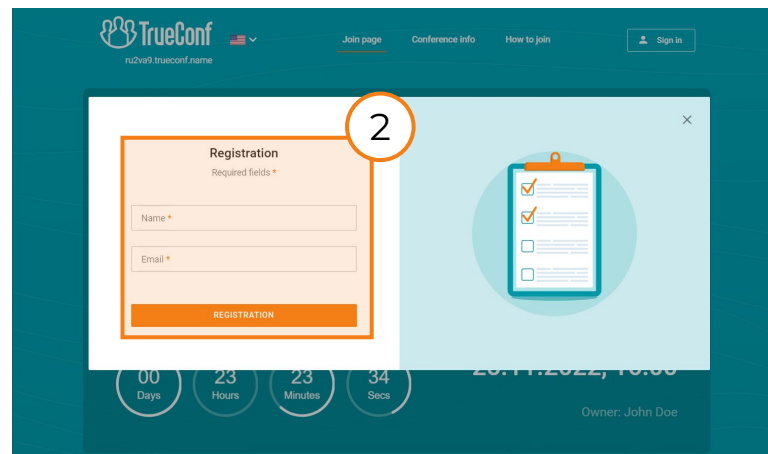 TrueConf
ru2va9.trueconf.name
Join page
Conference info
How to join
Sign in
2
Registration
Required fields *
Name *
Email *
REGISTRATION
00
Days
23
Hours
23
Minutes
34
Secs
Owner: John Doe